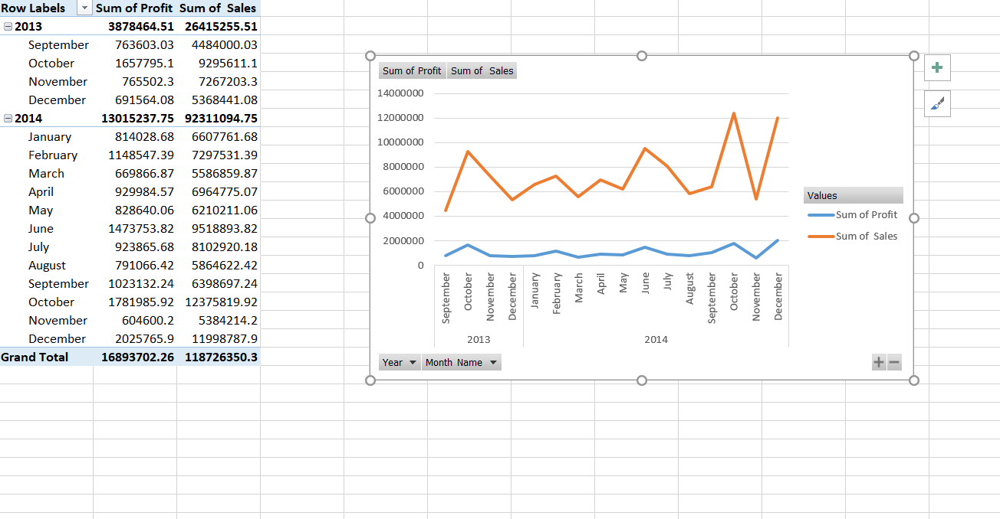 Row Labels Sum of Profit Sum of  Sales
2013 3878464.51 26415255.51
September 763603.03 4484000.03
October 1657795.1 9295611.1
November 765502.3 7267203.3
December 691564.08 5368441.08
2014 13015237.75 92311094.75
January 814028.68 6607761.68
February 1148547.39 7297531.39
March 669866.87 5586859.87
April 929984.57 6964775.07
May 828640.06 6210211.06
June 1473753.82 9518893.82
July 923865.68 8102920.18
August 791066.42 5864622.42
September 1023132.24 6398697.24
October 1781985.92 12375819.92
November 604600.2 5384214.2
December 2025765.9 11998787.9
Grand Total 16893702.26 118726350.3
Sum of Profit Sum of  Sales
14000000
12000000
10000000
8000000
6000000
4000000
2000000
0
September October November December January February March April May June July August September October November December
2013 2014
Values
Sum of Profit
Sum of  Sales
Year Month Name